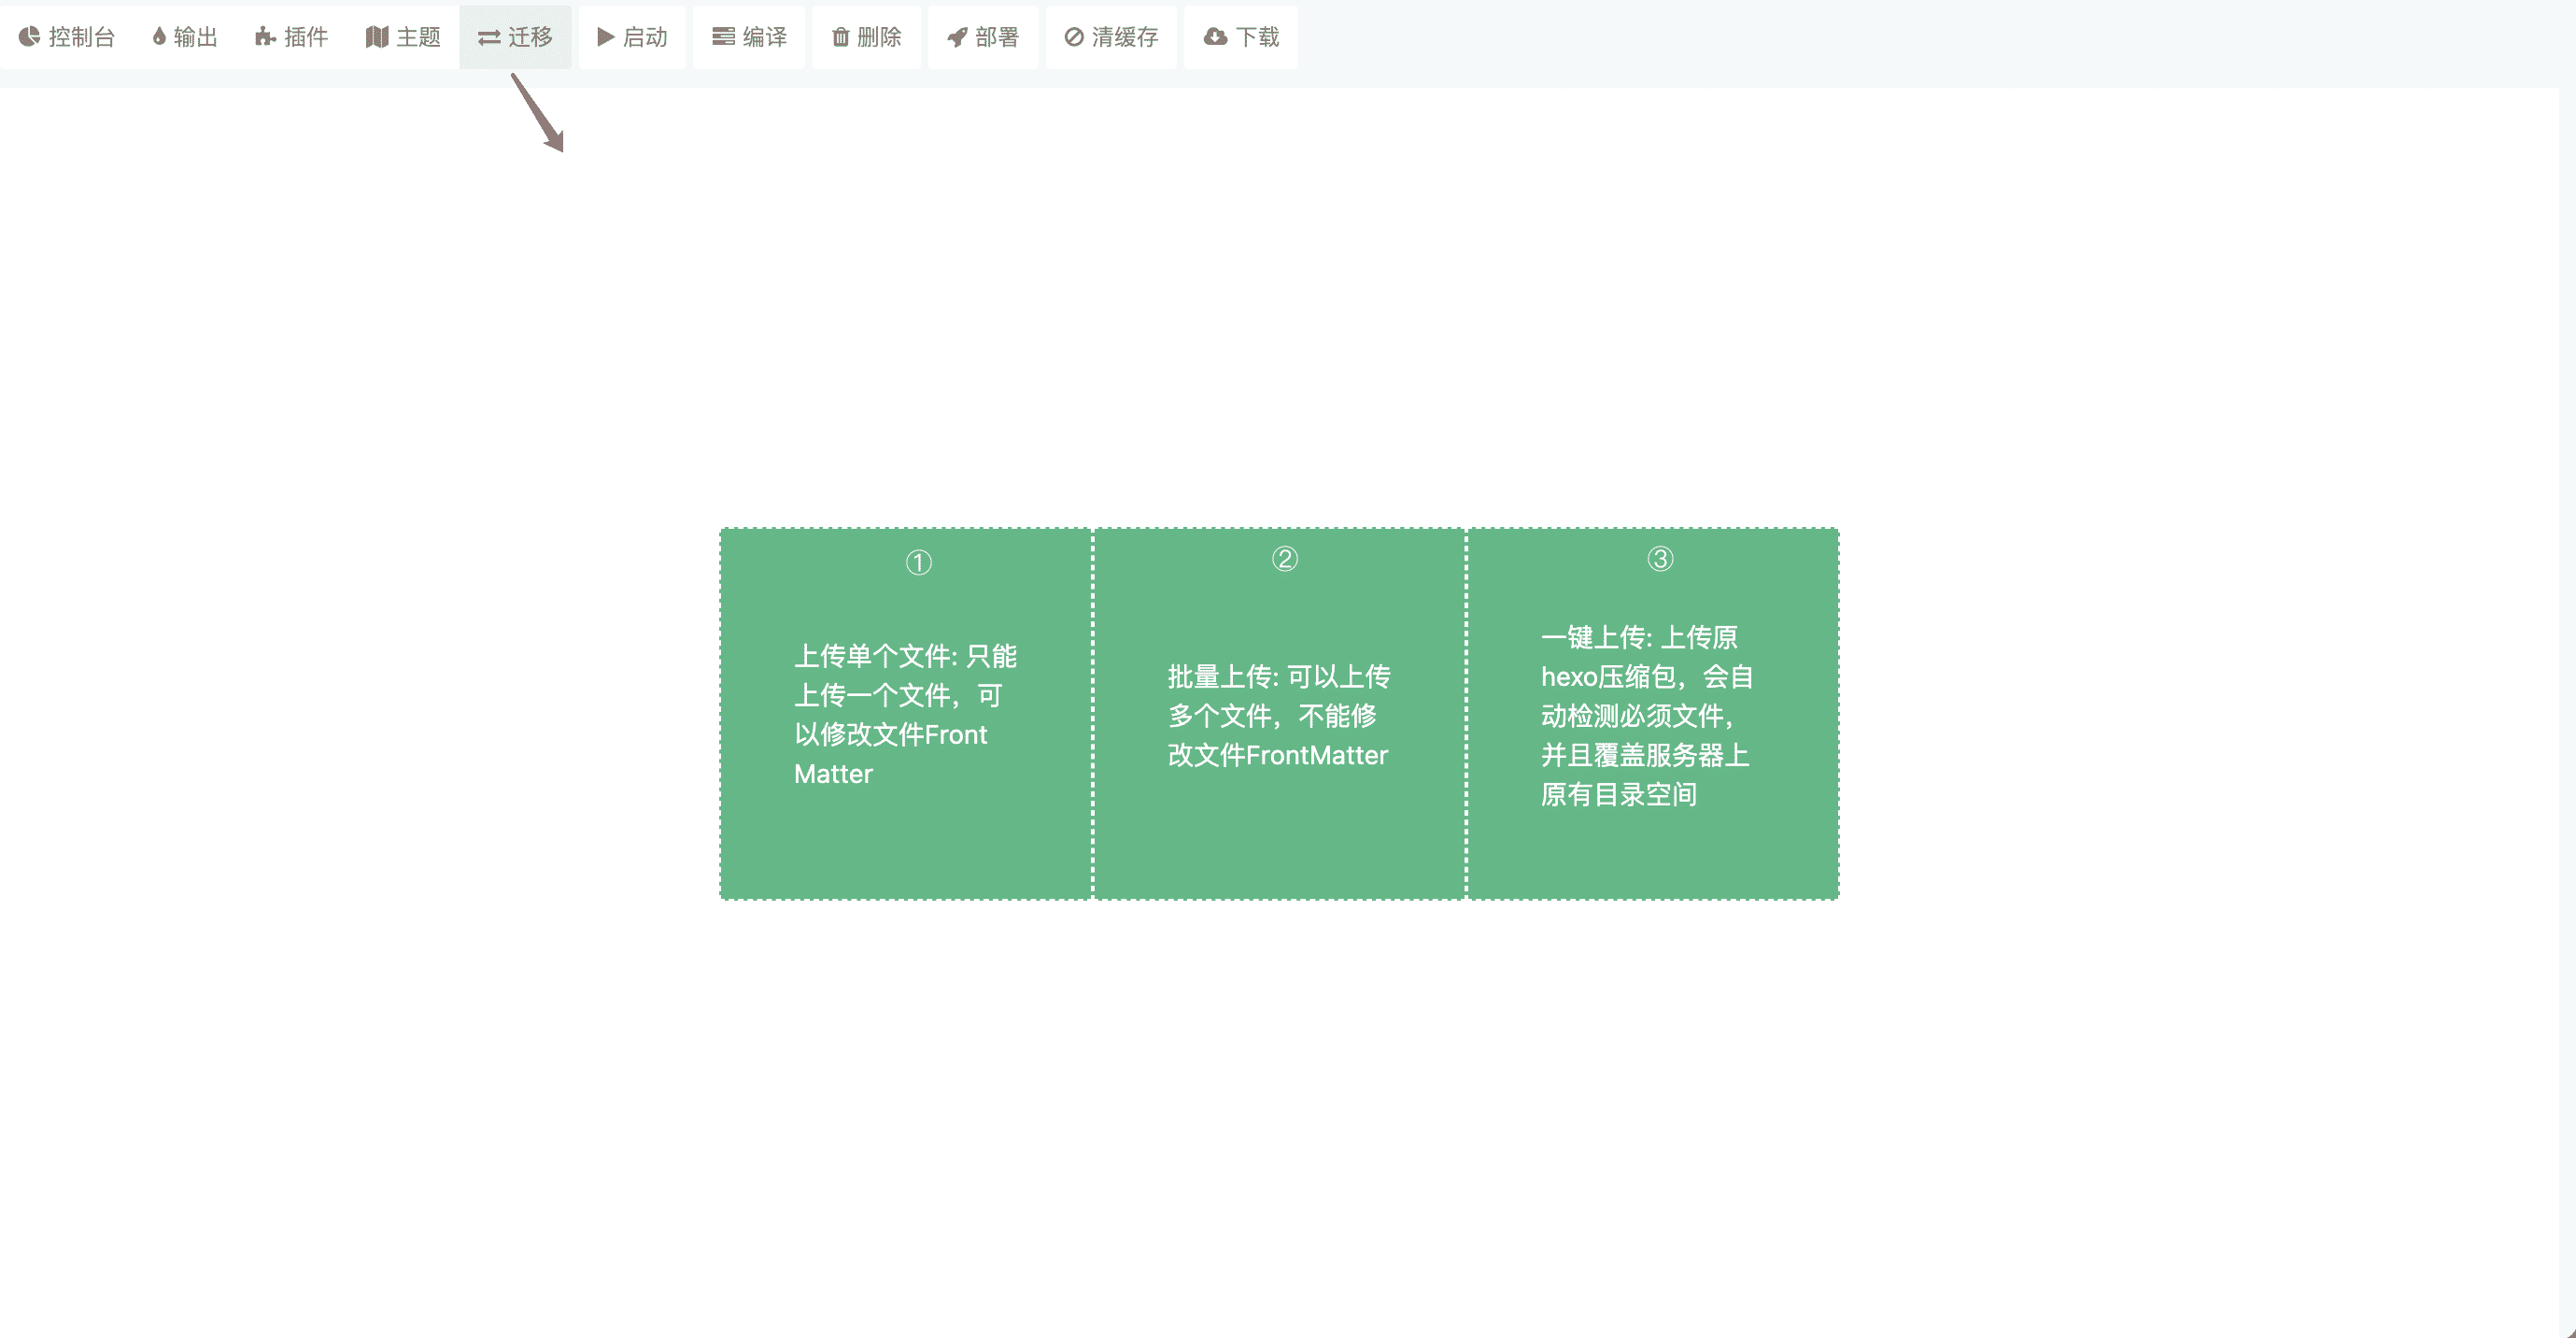 控制台 输出 插件 主题 迁移 启动 编译 删除 部署 清缓存 下载
①
上传单个文件: 只能
上传一个文件，可
以修改文件Front
Matter
②
批量上传: 可以上传
多个文件，不能修
改文件FrontMatter
③
一键上传: 上传原
hexo压缩包，会自
动检测必须文件，
并且覆盖服务器上
原有目录空间